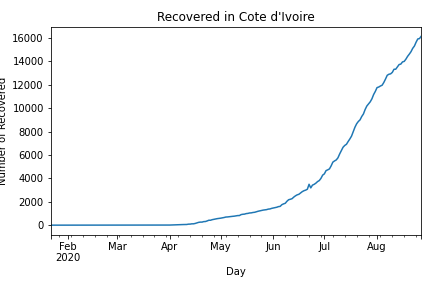 Recovered in Cote d'Ivoire
16000
14000
12000
10000
8000
6000
4000
2000
0
Number of Recovered
Feb Mar Apr May Jun Jul Aug
2020
Day